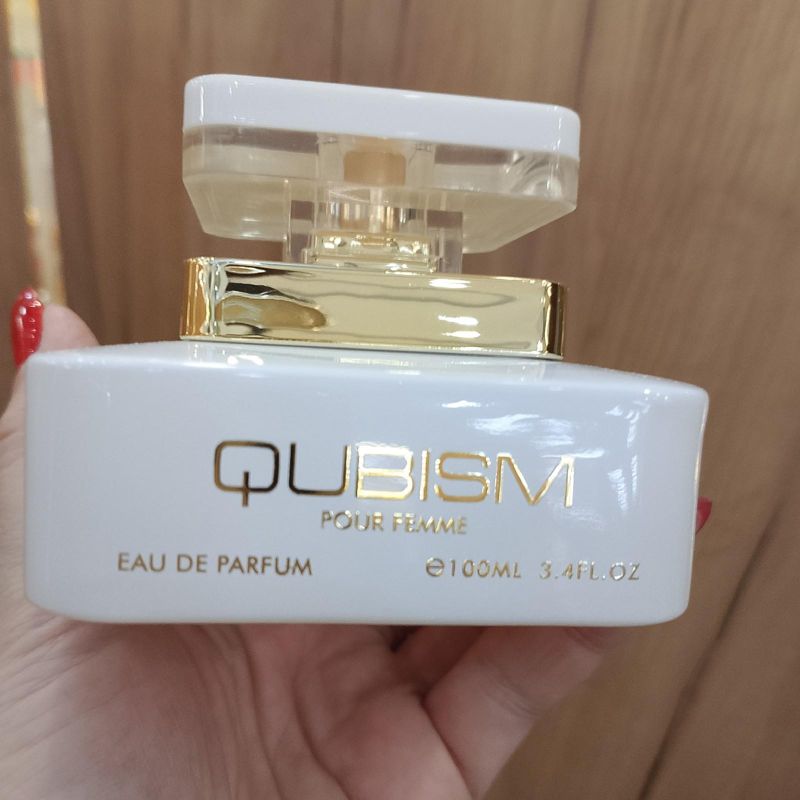 QUBISM
POUR FEMME
EAU DE PARFUM
℮100ML 3.4FL.OZ